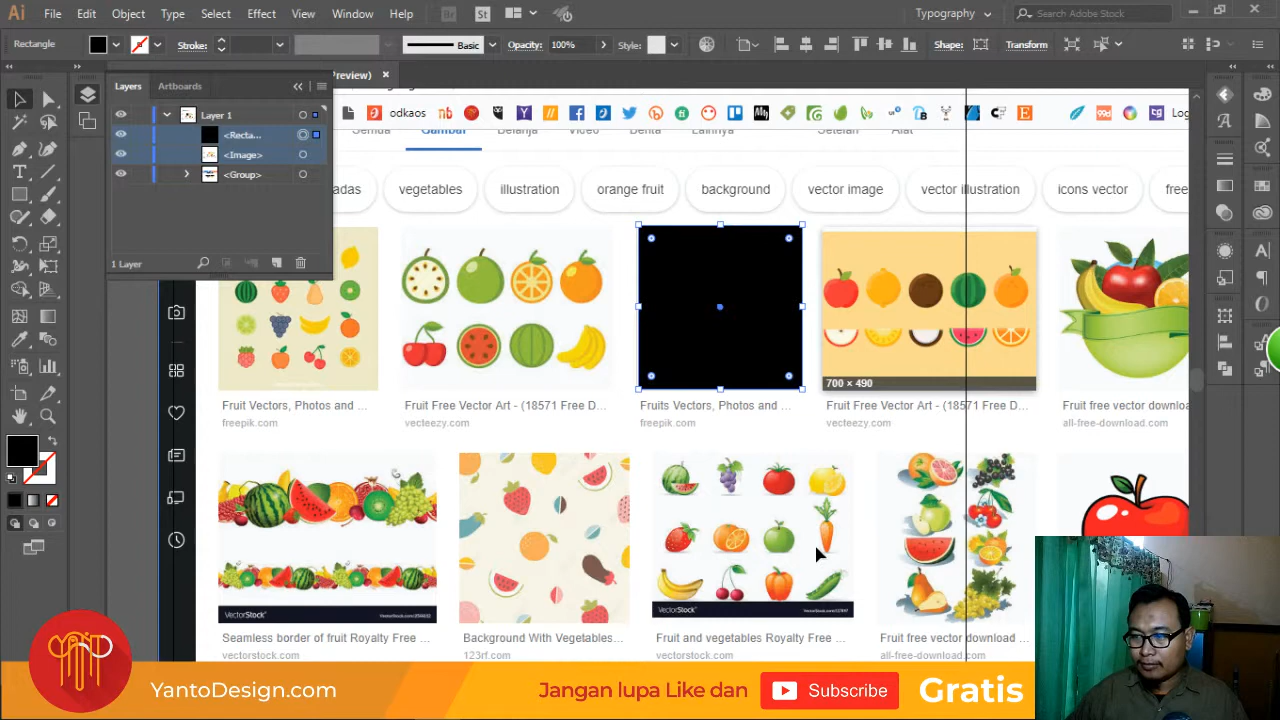 Ai File Edit Object Type Select Effect View Window Help Br St Typography Search Adobe Stock
Rectangle Stroke: Basic Opacity: 100% Style: Shape: Transform
Layers Artboards
review)
Layer 1
<Recta...
<Image>
<Group>
1 Layer
odkaos
Log
Semua Gambar Belanja Video Berita Lainnya Setelan Alat
adas vegetables illustration orange fruit background vector image vector illustration icons vector free
700 × 490
Fruit Vectors, Photos and ...
freepik.com
Fruit Free Vector Art - (18571 Free D...
vecteezy.com
Fruits Vectors, Photos and ...
freepik.com
Fruit Free Vector Art - (18571 Free D...
vecteezy.com
Fruit free vector downloa
all-free-download.com
VectorStock
VectorStock
Seamless border of fruit Royalty Free ...
vectorstock.com
Background With Vegetables...
123rf.com
Fruit and vegetables Royalty Free ...
vectorstock.com
Fruit free vector download ...
all-free-download.com
YantoDesign.com
Jangan lupa Like dan
Subscribe
Gratis